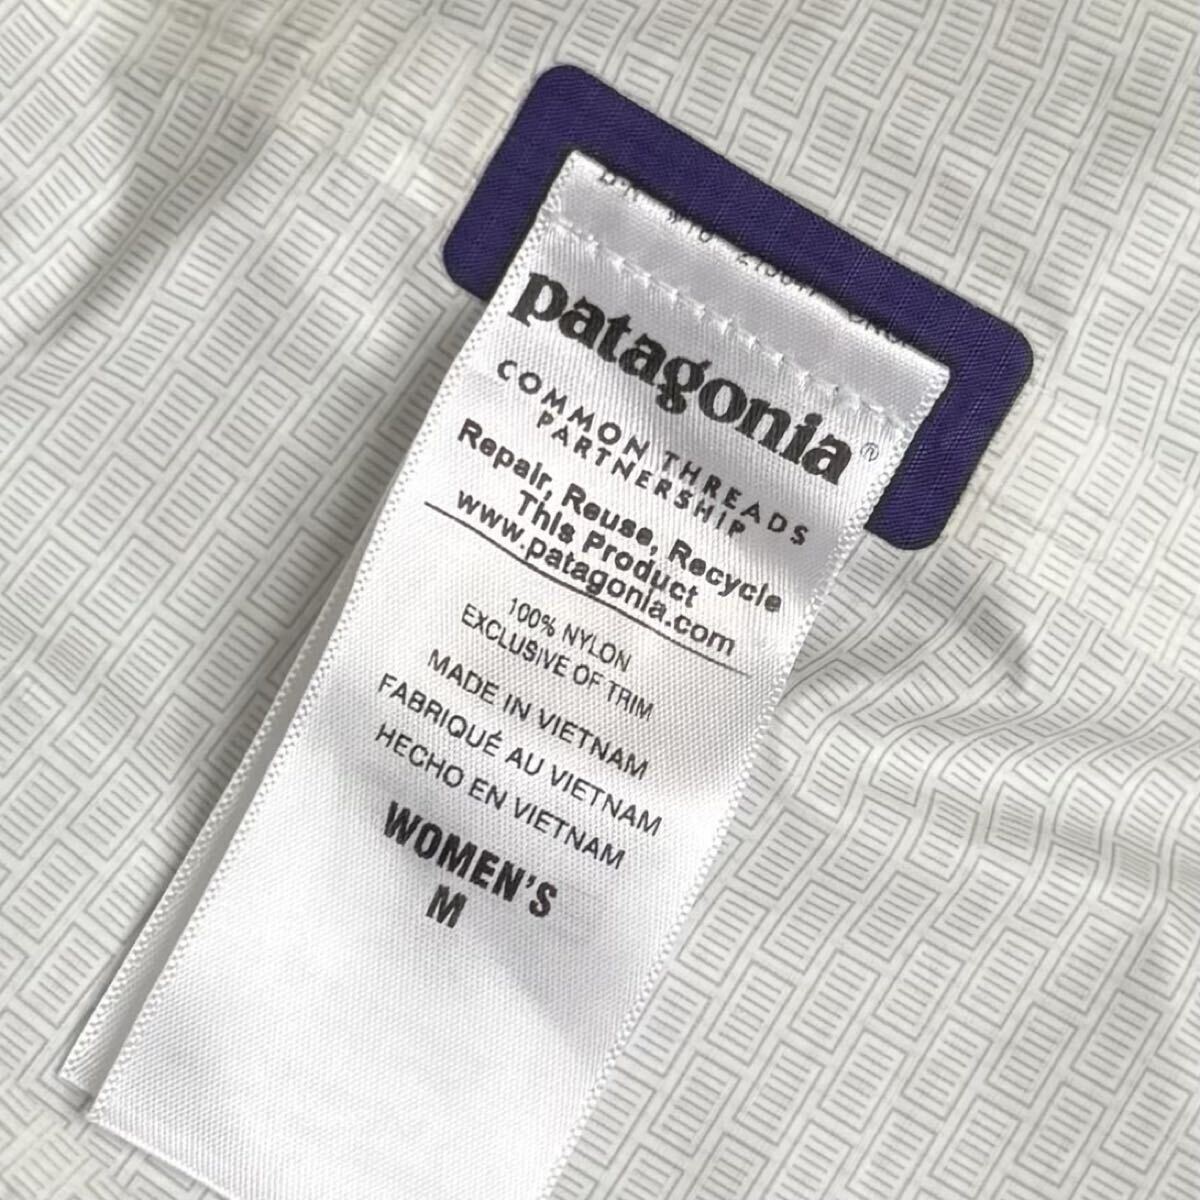 patagonia®
COMMON THREADS
PARTNERSHIP
Repair, Reuse, Recycle
This Product
www.patagonia.com
100% NYLON
EXCLUSIVE OF TRIM
MADE IN VIETNAM
FABRIQUÉ AU VIETNAM
HECHO EN VIETNAM
WOMEN'S
M